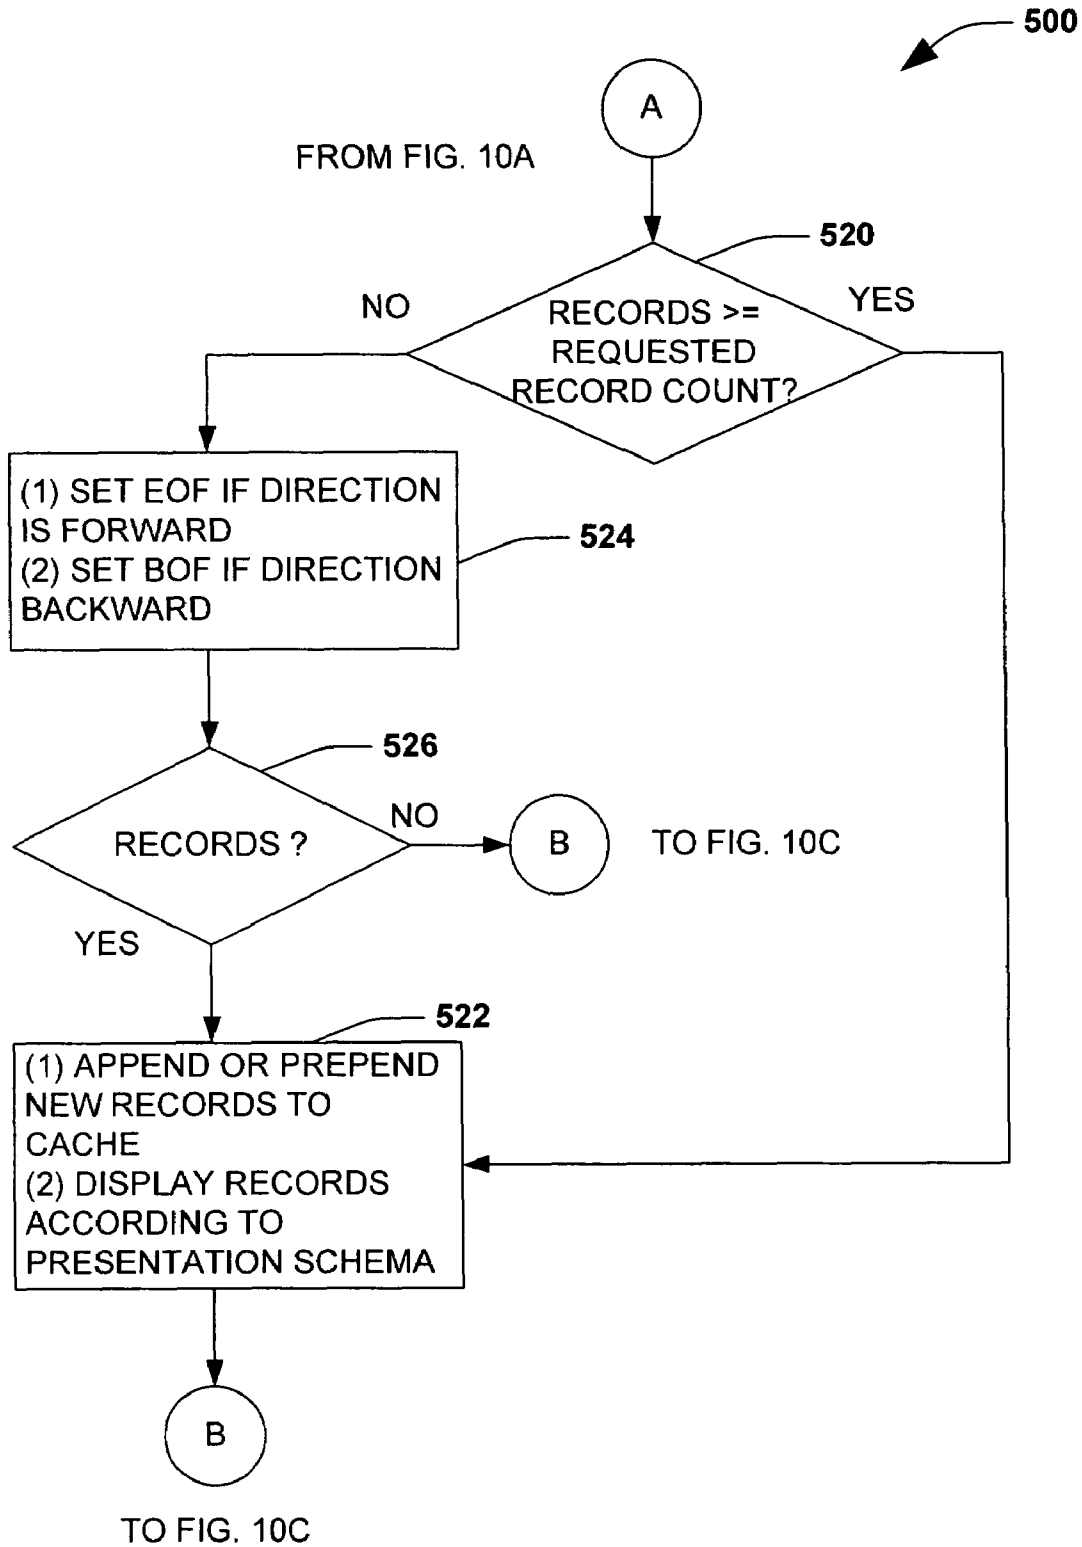 500
A
FROM FIG. 10A
520
NO
YES
RECORDS >=
REQUESTED
RECORD COUNT?
(1) SET EOF IF DIRECTION
IS FORWARD
(2) SET BOF IF DIRECTION
BACKWARD
524
526
RECORDS ?
NO
B
TO FIG. 10C
YES
522
(1) APPEND OR PREPEND
NEW RECORDS TO
CACHE
(2) DISPLAY RECORDS
ACCORDING TO
PRESENTATION SCHEMA
B
TO FIG. 10C